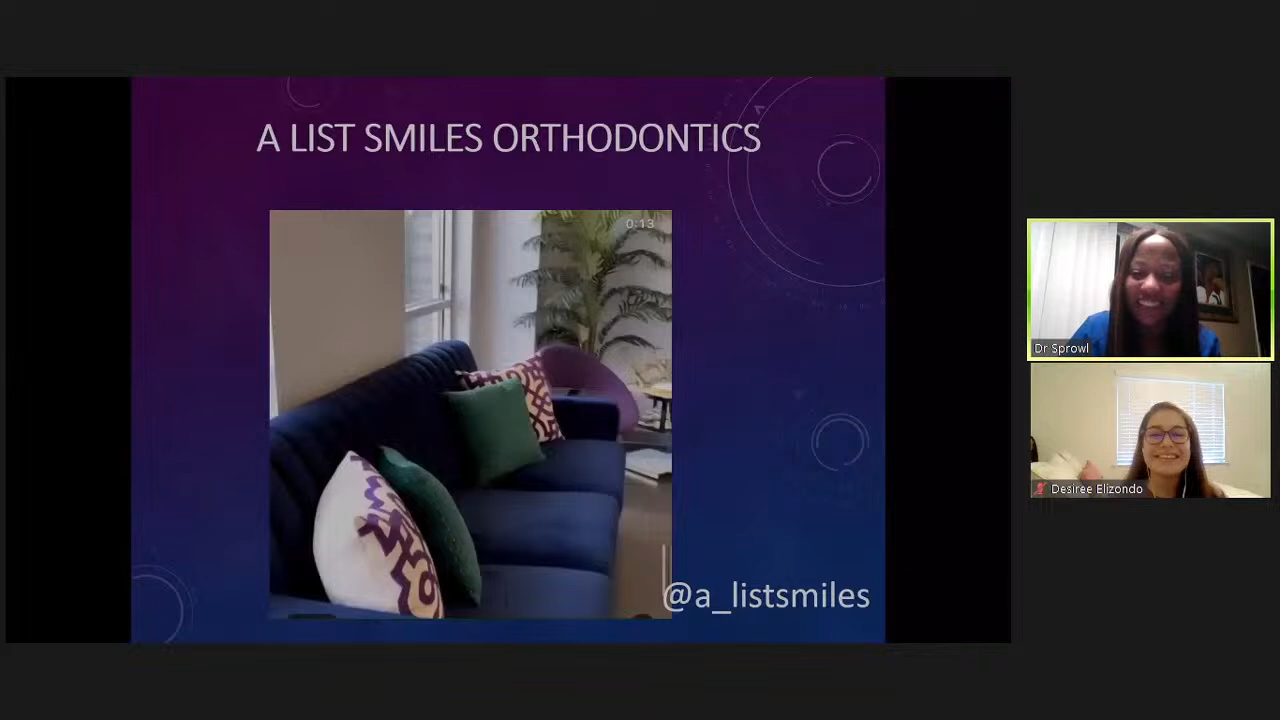 A LIST SMILES ORTHODONTICS
0:13
@a_listsmiles
Dr Sprowl
Desiree Elizondo